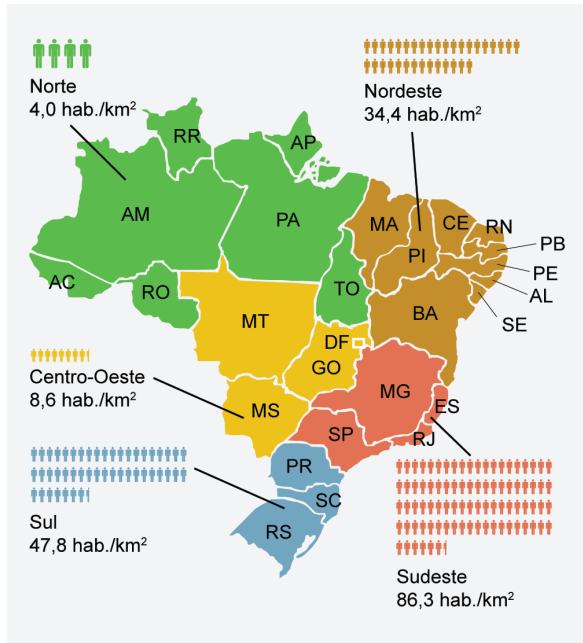 Norte
4,0 hab./km²
Nordeste
34,4 hab./km²
RR
AP
AM
PA
MA
CE
RN
PB
PI
PE
AC
RO
TO
AL
SE
BA
MT
DF
GO
Centro-Oeste
8,6 hab./km²
MS
MG
ES
SP
RJ
PR
SC
RS
Sul
47,8 hab./km²
Sudeste
86,3 hab./km²